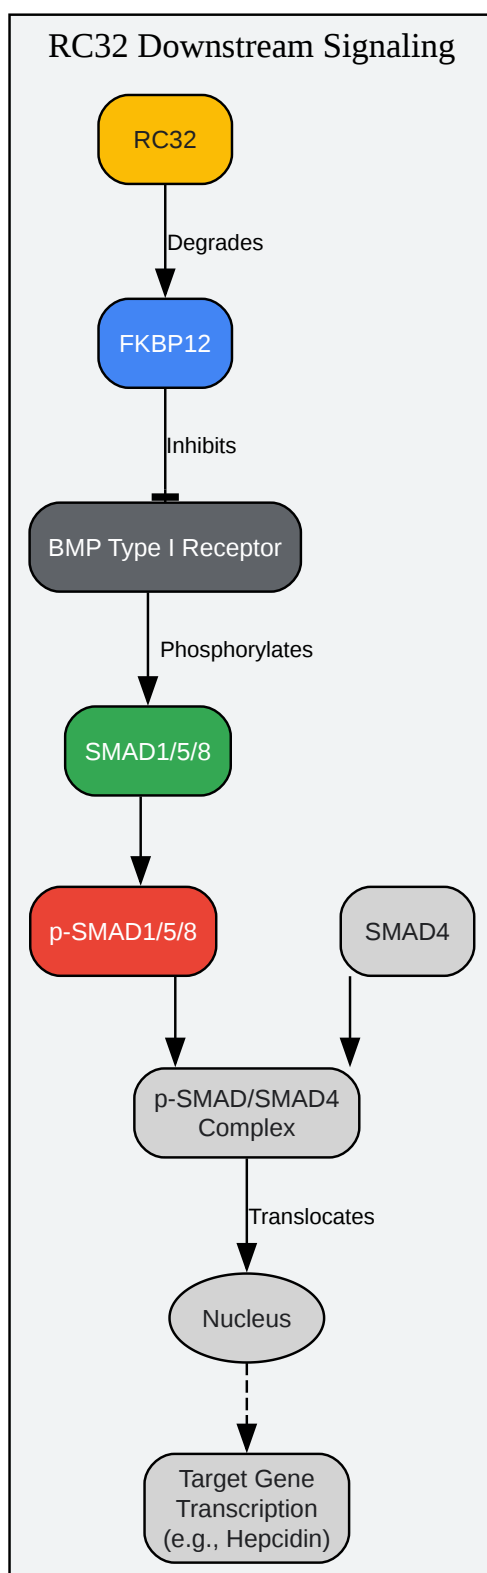 RC32 Downstream Signaling
RC32
Degrades
FKBP12
Inhibits
BMP Type I Receptor
Phosphorylates
SMAD1/5/8
p-SMAD1/5/8
SMAD4
p-SMAD/SMAD4
Complex
Translocates
Nucleus
Target Gene
Transcription
(e.g., Hepcidin)